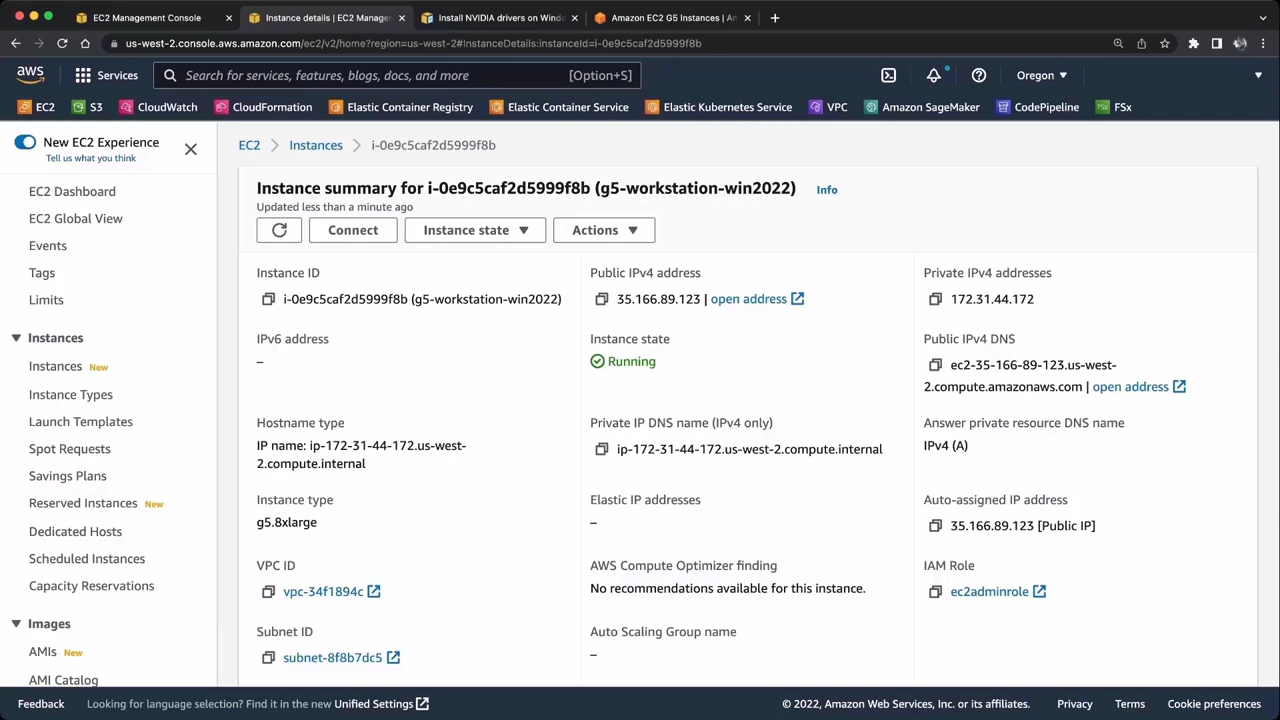 EC2 Management Console
Instance details | EC2 Manage
Install NVIDIA drivers on Windo
Amazon EC2 G5 Instances | Am
us-west-2.console.aws.amazon.com/ec2/v2/home?region=us-west-2#InstanceDetails:instanceId=i-0e9c5caf2d5999f8b
aws
Services
Search for services, features, blogs, docs, and more
[Option+S]
Oregon
EC2
S3
CloudWatch
CloudFormation
Elastic Container Registry
Elastic Container Service
Elastic Kubernetes Service
VPC
Amazon SageMaker
CodePipeline
FSx
New EC2 Experience
Tell us what you think
EC2 Dashboard
EC2 Global View
Events
Tags
Limits
Instances
Instances New
Instance Types
Launch Templates
Spot Requests
Savings Plans
Reserved Instances New
Dedicated Hosts
Scheduled Instances
Capacity Reservations
Images
AMIs New
AMI Catalog
EC2 > Instances > i-0e9c5caf2d5999f8b
Instance summary for i-0e9c5caf2d5999f8b (g5-workstation-win2022) Info
Updated less than a minute ago
Connect
Instance state
Actions
Instance ID
i-0e9c5caf2d5999f8b (g5-workstation-win2022)
Public IPv4 address
35.166.89.123 | open address
Private IPv4 addresses
172.31.44.172
IPv6 address
–
Instance state
Running
Public IPv4 DNS
ec2-35-166-89-123.us-west-
2.compute.amazonaws.com | open address
Hostname type
IP name: ip-172-31-44-172.us-west-
2.compute.internal
Private IP DNS name (IPv4 only)
ip-172-31-44-172.us-west-2.compute.internal
Answer private resource DNS name
IPv4 (A)
Instance type
g5.8xlarge
Elastic IP addresses
–
Auto-assigned IP address
35.166.89.123 [Public IP]
VPC ID
vpc-34f1894c
AWS Compute Optimizer finding
No recommendations available for this instance.
IAM Role
ec2adminrole
Subnet ID
subnet-8f8b7dc5
Auto Scaling Group name
–
Feedback
Looking for language selection? Find it in the new Unified Settings
© 2022, Amazon Web Services, Inc. or its affiliates.
Privacy
Terms
Cookie preferences